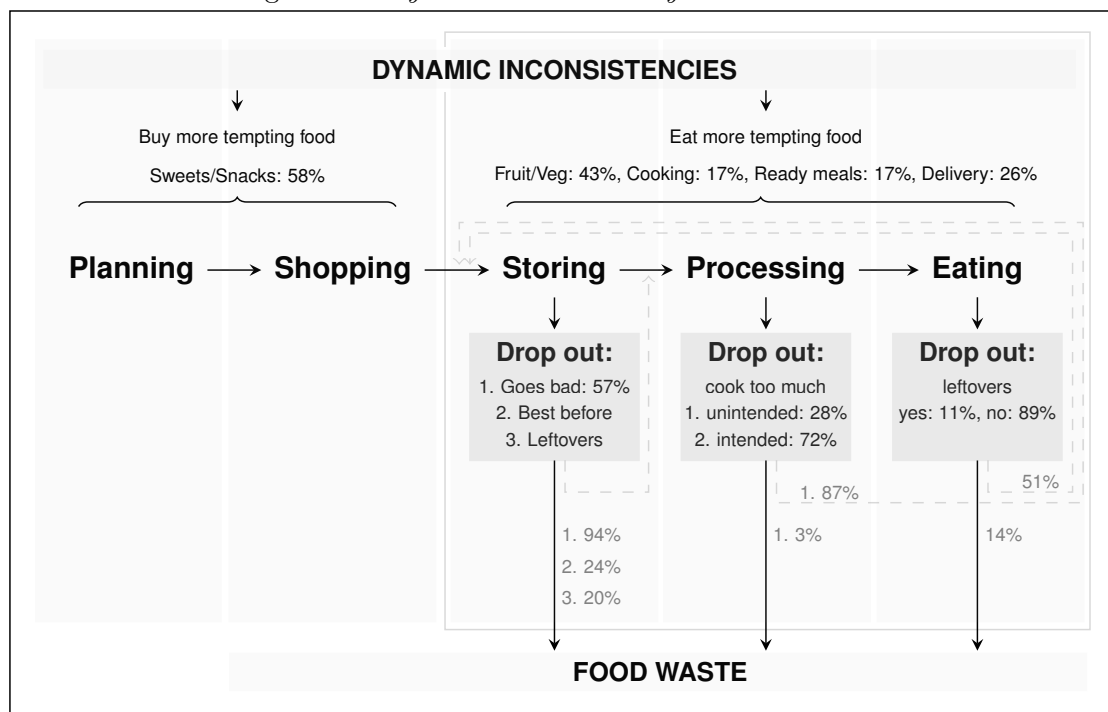 DYNAMIC INCONSISTENCIES
Buy more tempting food
Eat more tempting food
Sweets/Snacks: 58%
Fruit/Veg: 43%, Cooking: 17%, Ready meals: 17%, Delivery: 26%
Planning
Shopping
Storing
Processing
Eating
Drop out:
1. Goes bad: 57%
2. Best before
3. Leftovers
Drop out:
cook too much
1. unintended: 28%
2. intended: 72%
Drop out:
leftovers
yes: 11%, no: 89%
1. 87%
51%
1. 94%
2. 24%
3. 20%
1. 3%
14%
FOOD WASTE